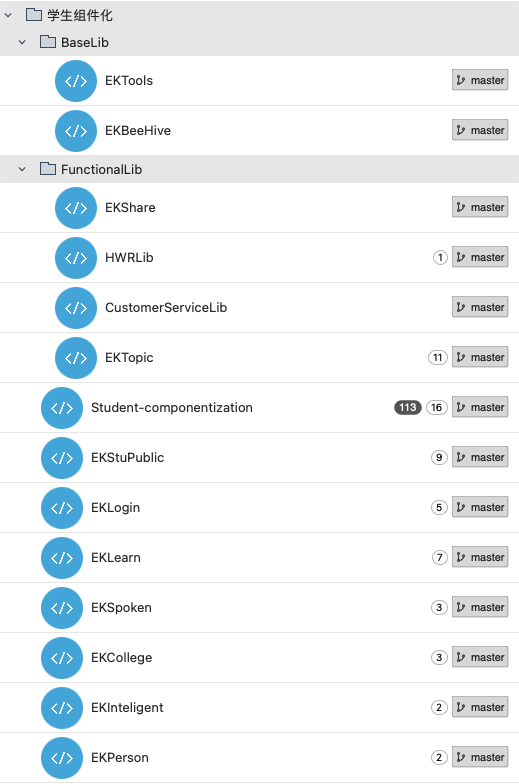 学生组件化
BaseLib
</> EKTools master
</> EKBeeHive master
FunctionalLib
</> EKShare master
</> HWRLib 1 master
</> CustomerServiceLib master
</> EKTopic 11 master
</> Student-componentization 113 16 master
</> EKStuPublic 9 master
</> EKLogin 5 master
</> EKLearn 7 master
</> EKSpoken 3 master
</> EKCollege 3 master
</> EKInteligent 2 master
</> EKPerson 2 master